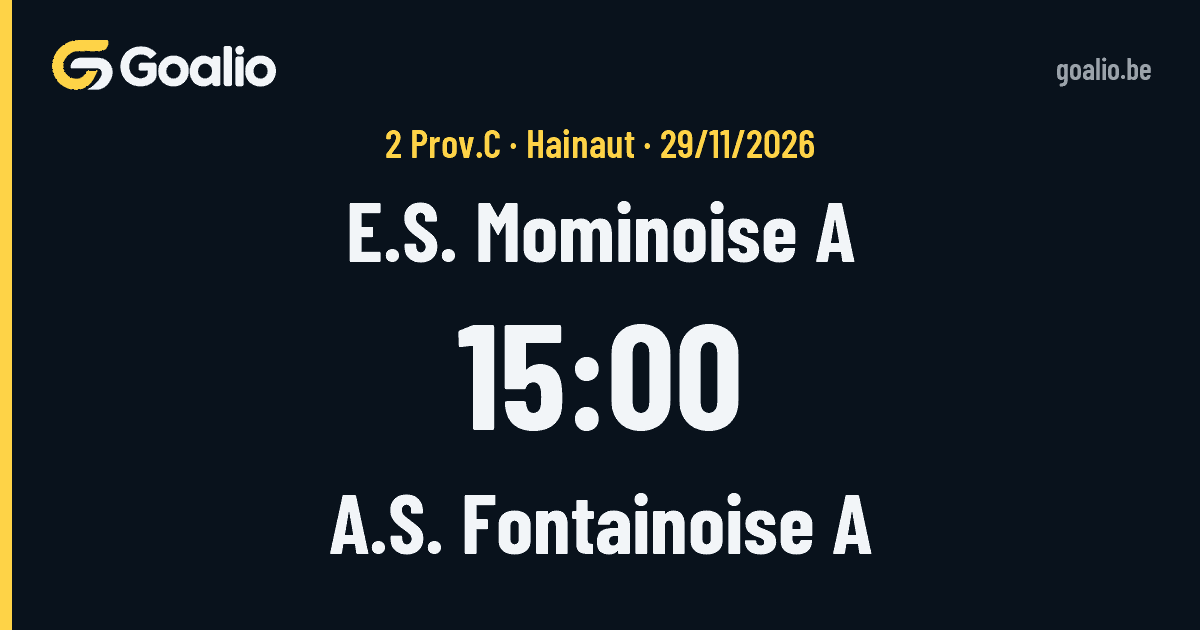 Goalio
goalio.be
2 Prov.C · Hainaut · 29/11/2026
E.S. Mominoise A
15:00
A.S. Fontainoise A